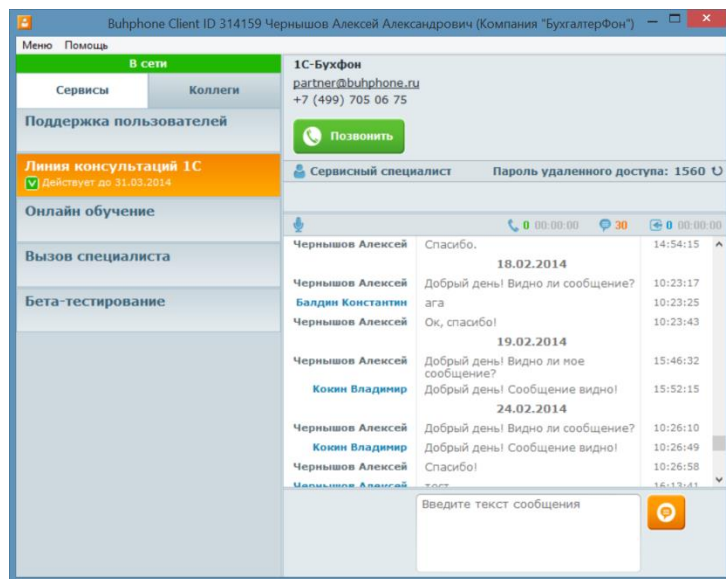 Buhphone Client ID 314159 Чернышов Алексей Александрович (Компания "БухгалтерФон")
Меню Помощь
В сети
Сервисы Коллеги
Поддержка пользователей
Линия консультаций 1С
Действует до 31.03.2014
Онлайн обучение
Вызов специалиста
Бета-тестирование
1С-Бухфон
partner@buhphone.ru
+7 (499) 705 06 75
Позвонить
Сервисный специалист Пароль удаленного доступа: 1560
0 00:00:00 30 0 00:00:00
Чернышов Алексей Спасибо. 14:54:15
18.02.2014
Чернышов Алексей Добрый день! Видно ли сообщение? 10:23:17
Балдин Константин ага 10:23:25
Чернышов Алексей Ок, спасибо! 10:23:43
19.02.2014
Чернышов Алексей Добрый день! Видно ли мое 15:46:32
сообщение?
Кокин Владимир Добрый день! Сообщение видно! 15:52:15
24.02.2014
Чернышов Алексей Добрый день! Видно ли сообщение? 10:26:10
Кокин Владимир Добрый день! Сообщение видно! 10:26:49
Чернышов Алексей Спасибо! 10:26:58
Чернышов Алексей тест 16:13:41
Введите текст сообщения